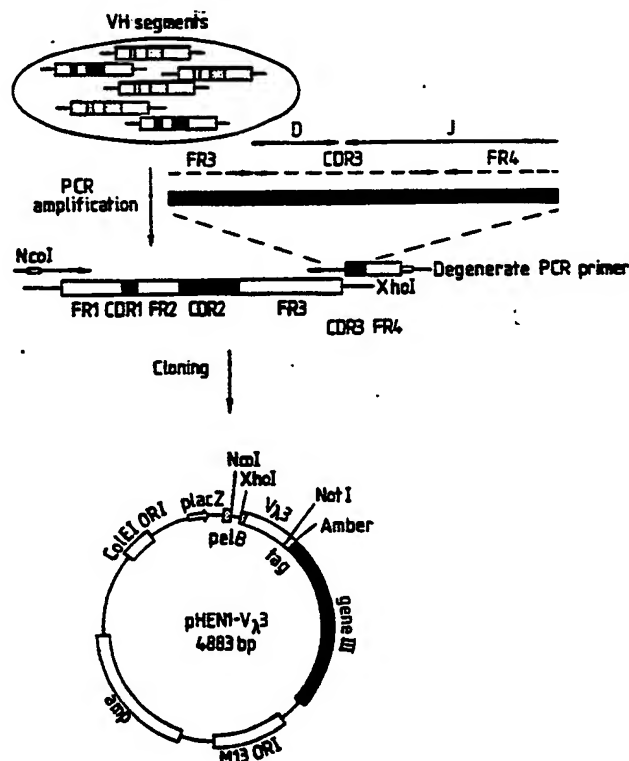 VH segments
D J
FR3 CDR3 FR4
PCR
amplification
NcoI
Degenerate PCR primer
XhoI
FR1 CDR1 FR2 CDR2 FR3
CDR3 FR4
Cloning
NcoI
XhoI
placZ
Vλ3
NotI
Amber
ColEI ORI
pelB
tag
pHEN1-Vλ3
4883 bp
gene III
amp
M13 ORI